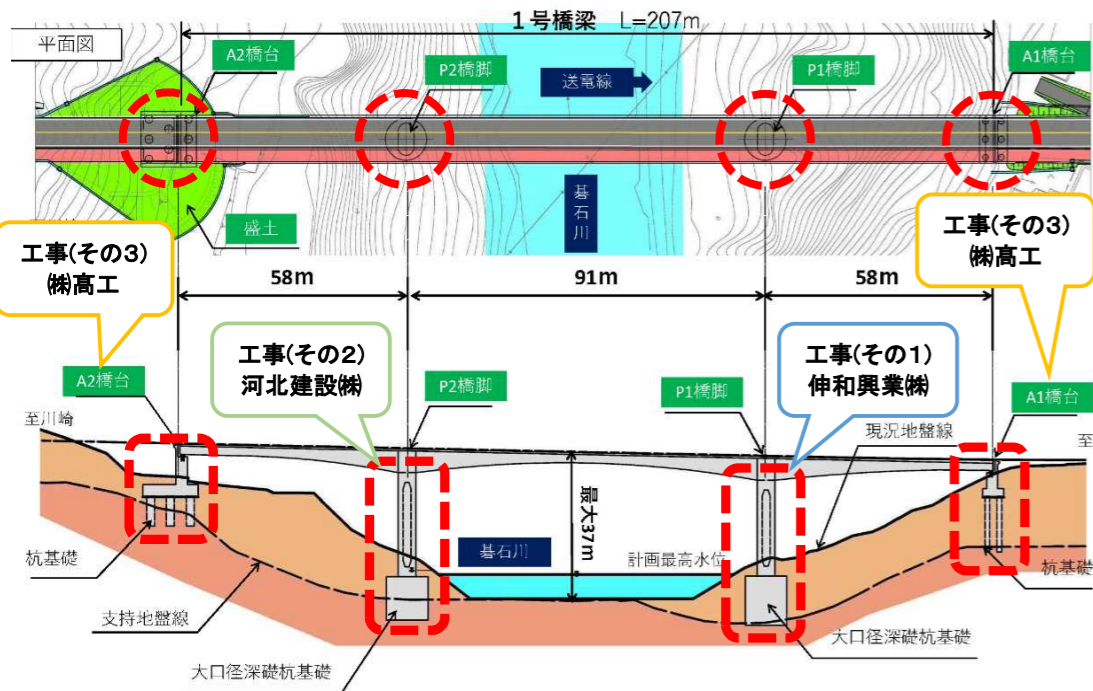 1号橋梁 L=207m
平面図
A2橋台
P2橋脚
送電線
P1橋脚
A1橋台
碁石川
盛土
工事(その3)
㈱髙工
58m
91m
58m
工事(その3)
㈱髙工
工事(その2)
河北建設㈱
工事(その1)
伸和興業㈱
A2橋台
P2橋脚
P1橋脚
A1橋台
至川崎
現況地盤線
至
最大37m
碁石川
計画最高水位
杭基礎
杭基礎
支持地盤線
大口径深礎杭基礎
大口径深礎杭基礎